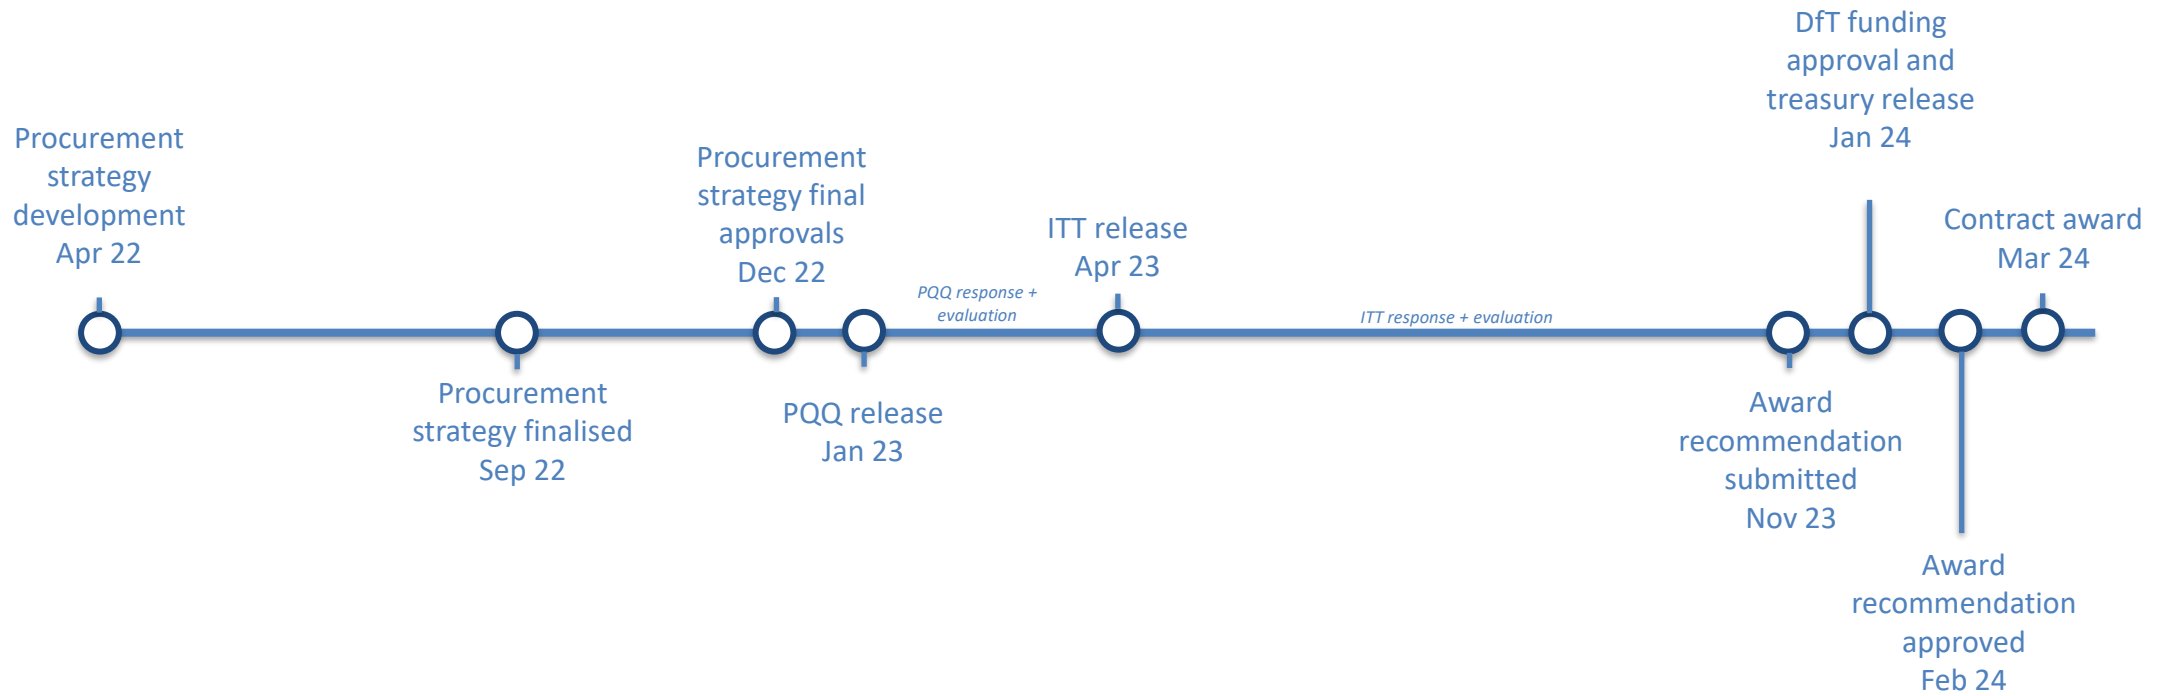 Procurement
strategy
development
Apr 22
Procurement
strategy finalised
Sep 22
Procurement
strategy final
approvals
Dec 22
PQQ release
Jan 23
PQQ response +
evaluation
ITT release
Apr 23
ITT response + evaluation
Award
recommendation
submitted
Nov 23
DfT funding
approval and
treasury release
Jan 24
Award
recommendation
approved
Feb 24
Contract award
Mar 24